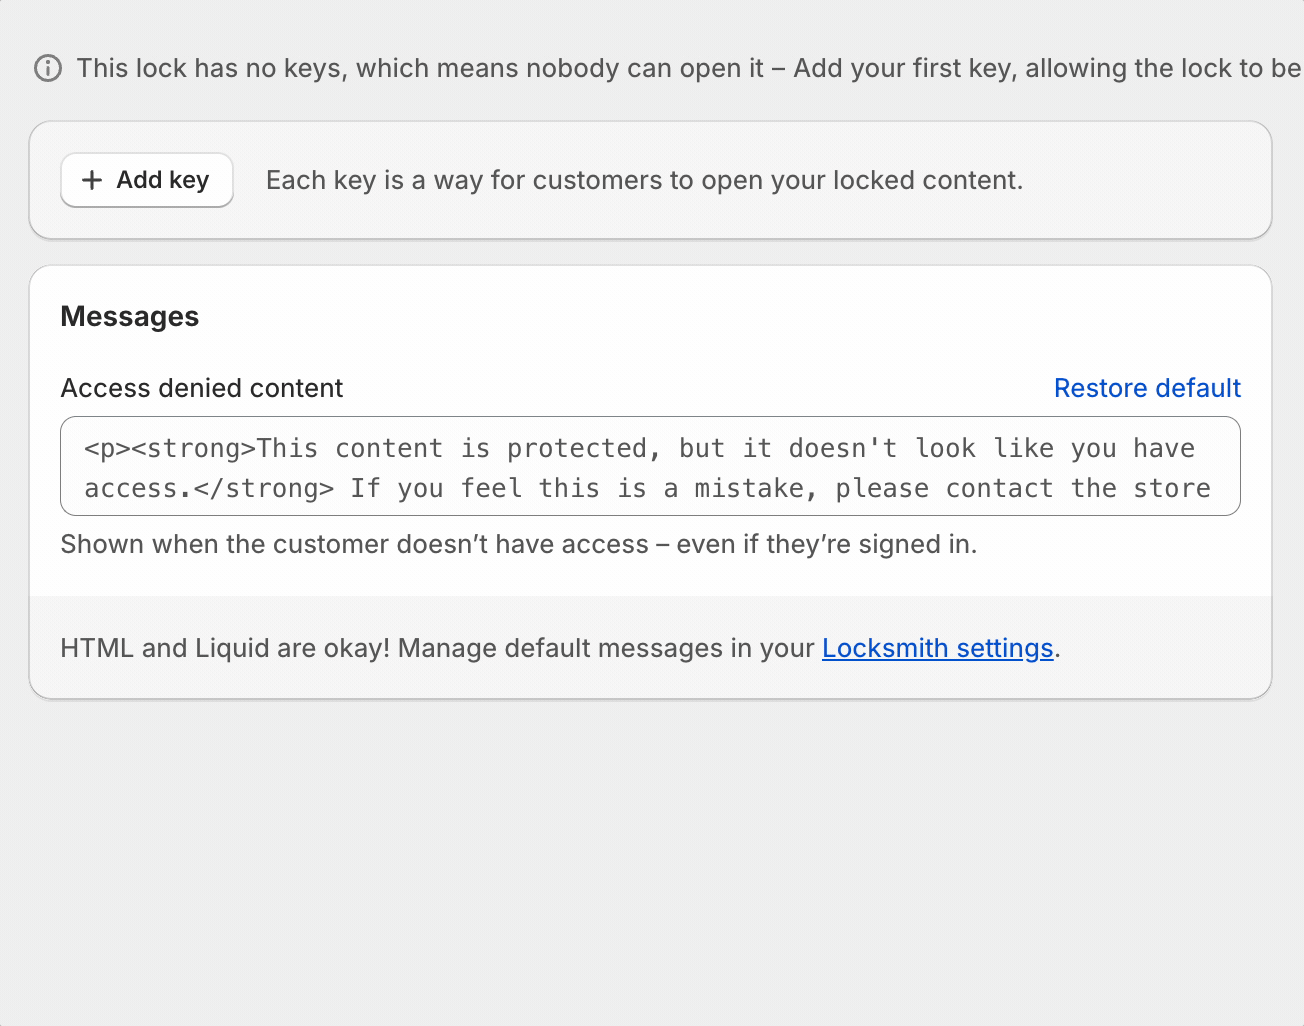 This lock has no keys, which means nobody can open it – Add your first key, allowing the lock to be
Add key
Each key is a way for customers to open your locked content.
Messages
Access denied content
Restore default
<p><strong>This content is protected, but it doesn't look like you have
access.</strong> If you feel this is a mistake, please contact the store
Shown when the customer doesn’t have access – even if they’re signed in.
HTML and Liquid are okay! Manage default messages in your Locksmith settings.